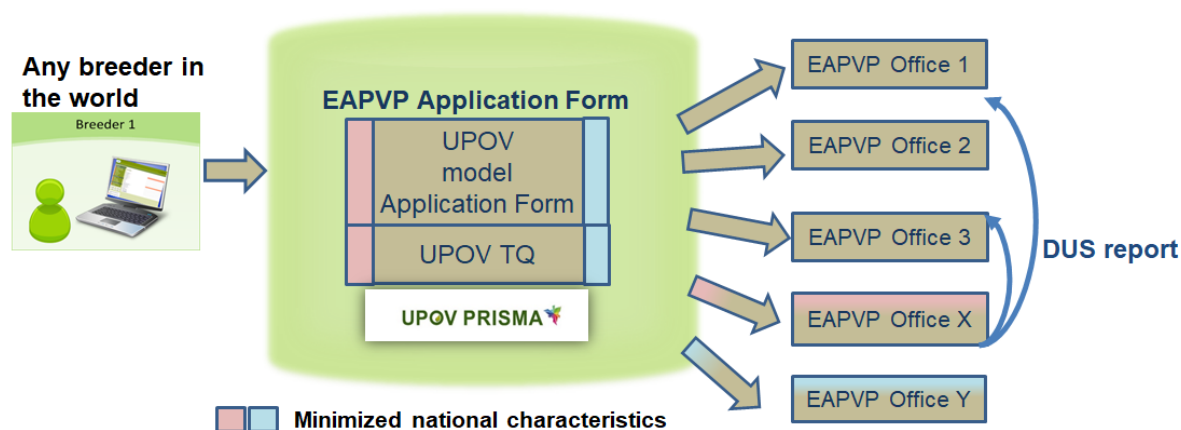 Any breeder in
the world
Breeder 1
EAPVP Application Form
UPOV
model
Application Form
UPOV TQ
UPOV PRISMA
EAPVP Office 1
EAPVP Office 2
EAPVP Office 3
EAPVP Office X
EAPVP Office Y
DUS report
Minimized national characteristics